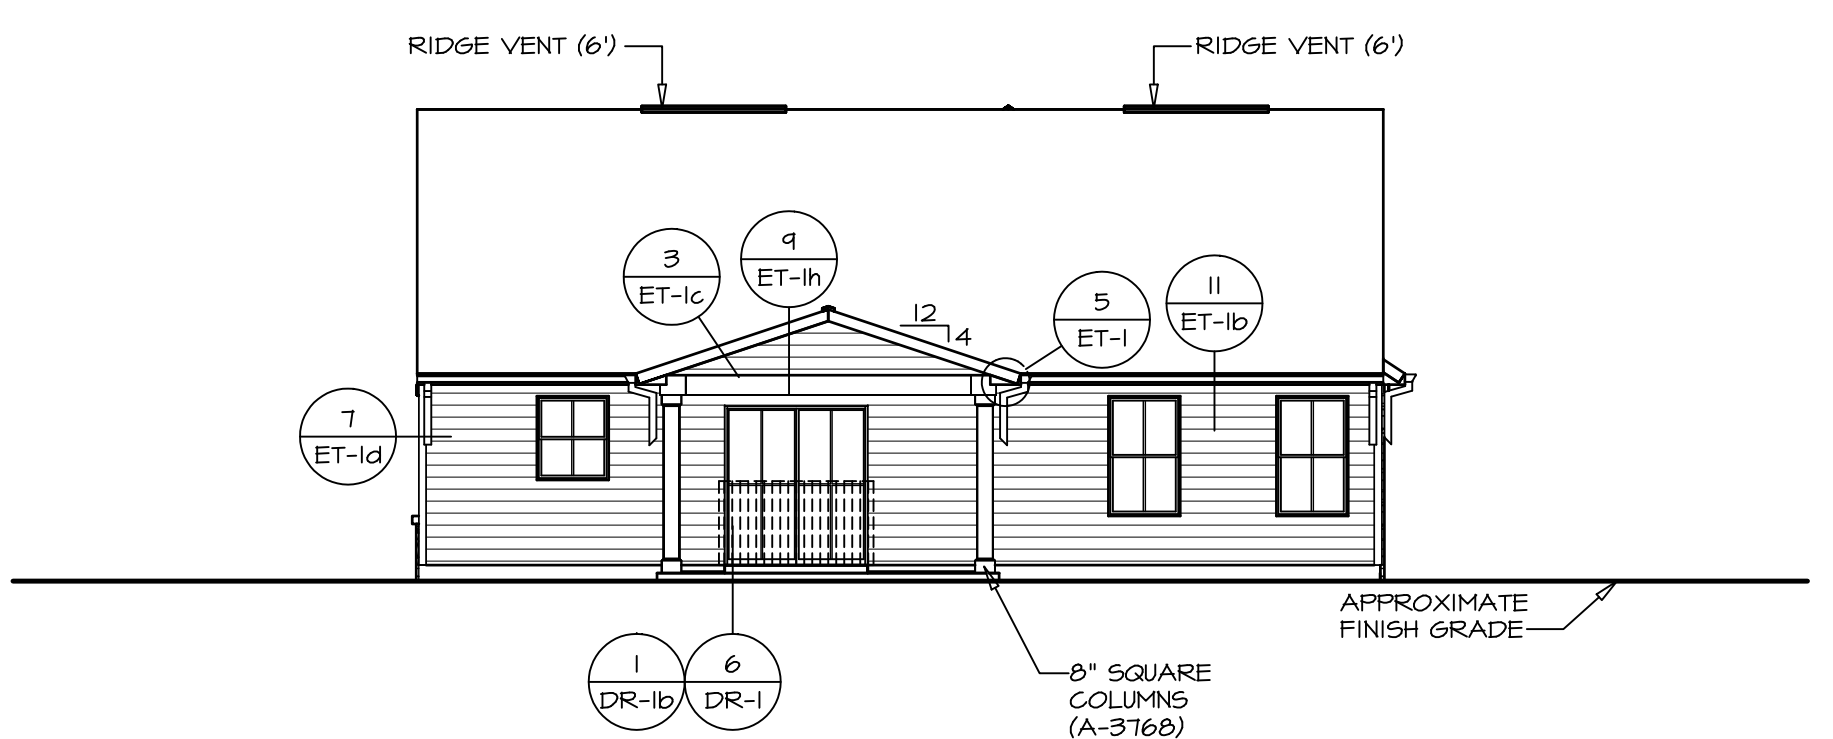 RIDGE VENT (6')
RIDGE VENT (6')
9
ET-1h
3
ET-1c
12
4
5
ET-1
11
ET-1b
7
ET-1d
APPROXIMATE
FINISH GRADE
1
DR-1b
6
DR-1
8" SQUARE
COLUMNS
(A-3768)